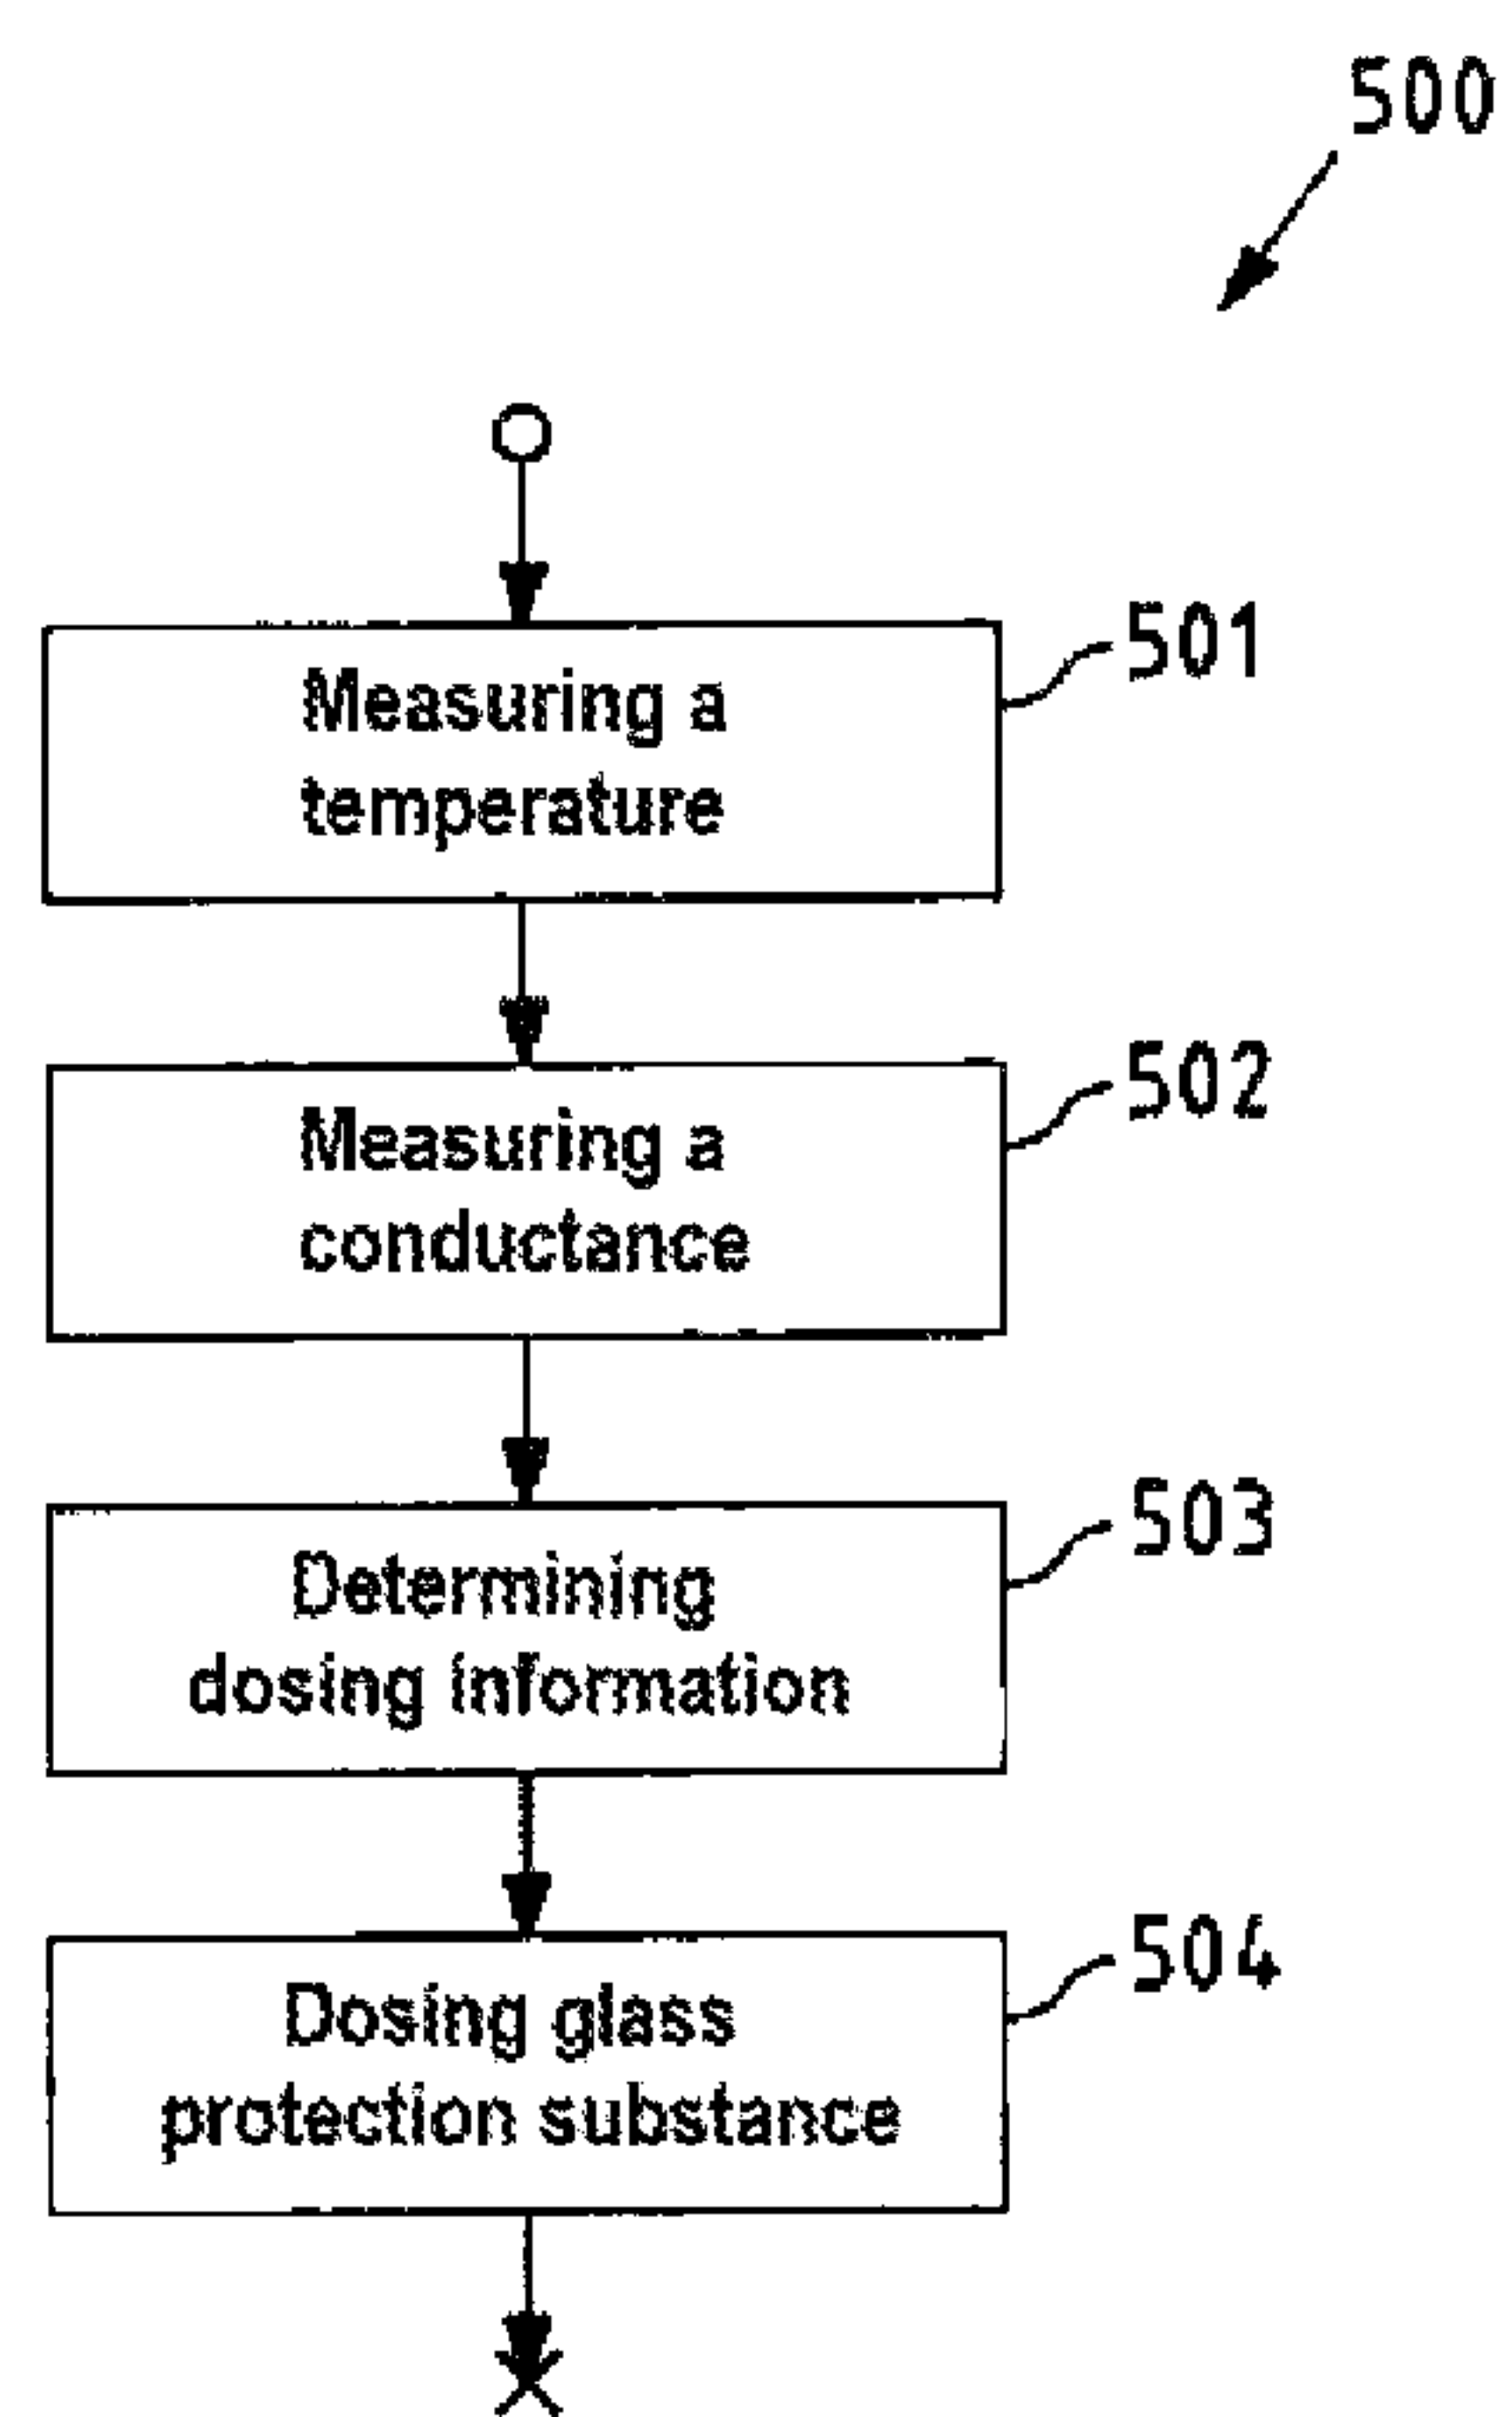 500
501
Measuring a
temperature
502
Measuring a
conductance
503
Determining
dosing information
504
Dosing glass
protection substance